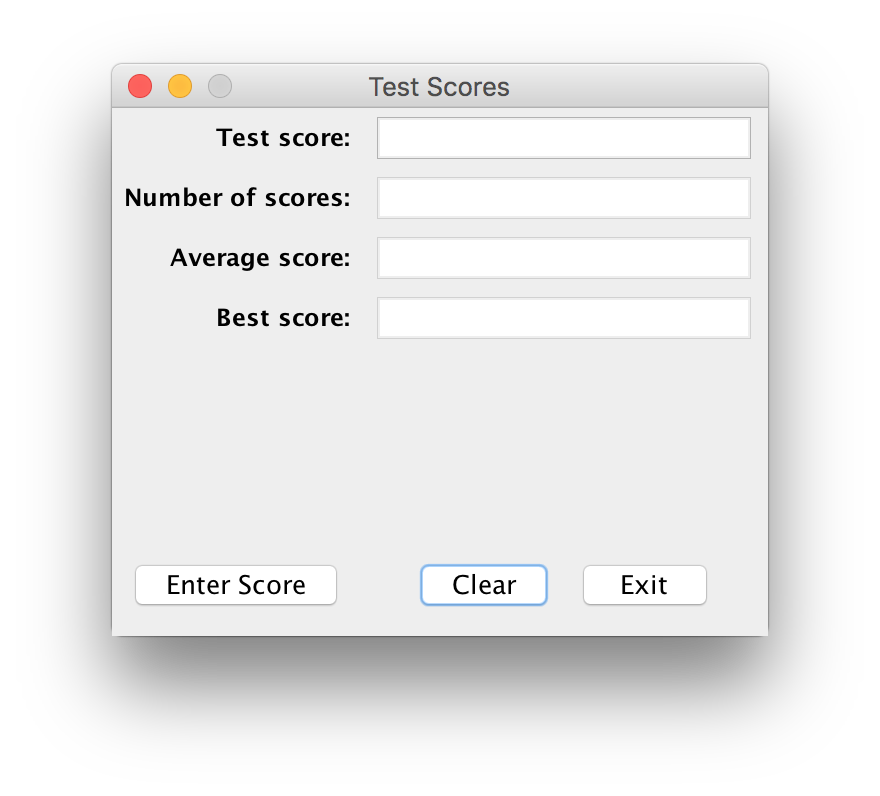 Test Scores
Test score:
Number of scores:
Average score:
Best score:
Enter Score Clear Exit